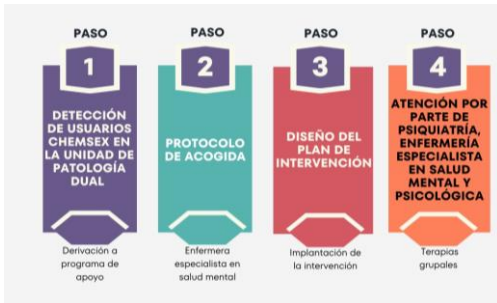 PASO
1
DETECCIÓN
DE USUARIOS
CHEMSEX EN
LA UNIDAD DE
PATOLOGÍA
DUAL
Derivación a
programa de
apoyo
PASO
2
PROTOCOLO
DE ACOGIDA
Enfermera
especialista en
salud mental
PASO
3
DISEÑO DEL
PLAN DE
INTERVENCIÓN
Implantación de
la intervención
PASO
4
ATENCIÓN POR
PARTE DE
PSIQUIATRÍA,
ENFERMERÍA
ESPECIALISTA
EN SALUD
MENTAL Y
PSICOLÓGICA
Terapias
grupales